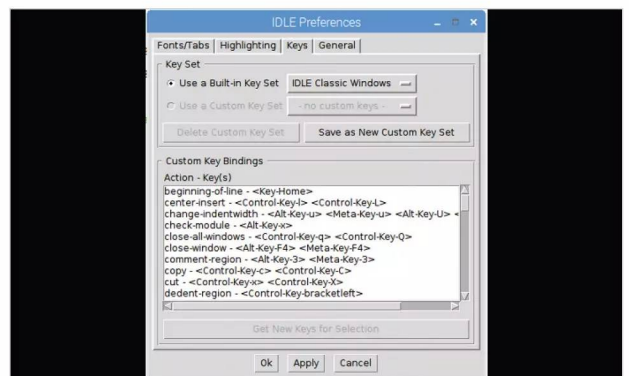 IDLE Preferences
Fonts/Tabs Highlighting Keys General
Key Set
Use a Built-in Key Set IDLE Classic Windows
Use a Custom Key Set - no custom keys -
Delete Custom Key Set Save as New Custom Key Set
Custom Key Bindings
Action - Key(s)
beginning-of-line - <Key-Home>
center-insert - <Control-Key-l> <Control-Key-L>
change-indentwidth - <Alt-Key-u> <Meta-Key-u> <Alt-Key-U> <
check-module - <Alt-Key-x>
close-all-windows - <Control-Key-q> <Control-Key-Q>
close-window - <Alt-Key-F4> <Meta-Key-F4>
comment-region - <Alt-Key-3> <Meta-Key-3>
copy - <Control-Key-c> <Control-Key-C>
cut - <Control-Key-x> <Control-Key-X>
dedent-region - <Control-Key-bracketleft>
Get New Keys for Selection
Ok Apply Cancel